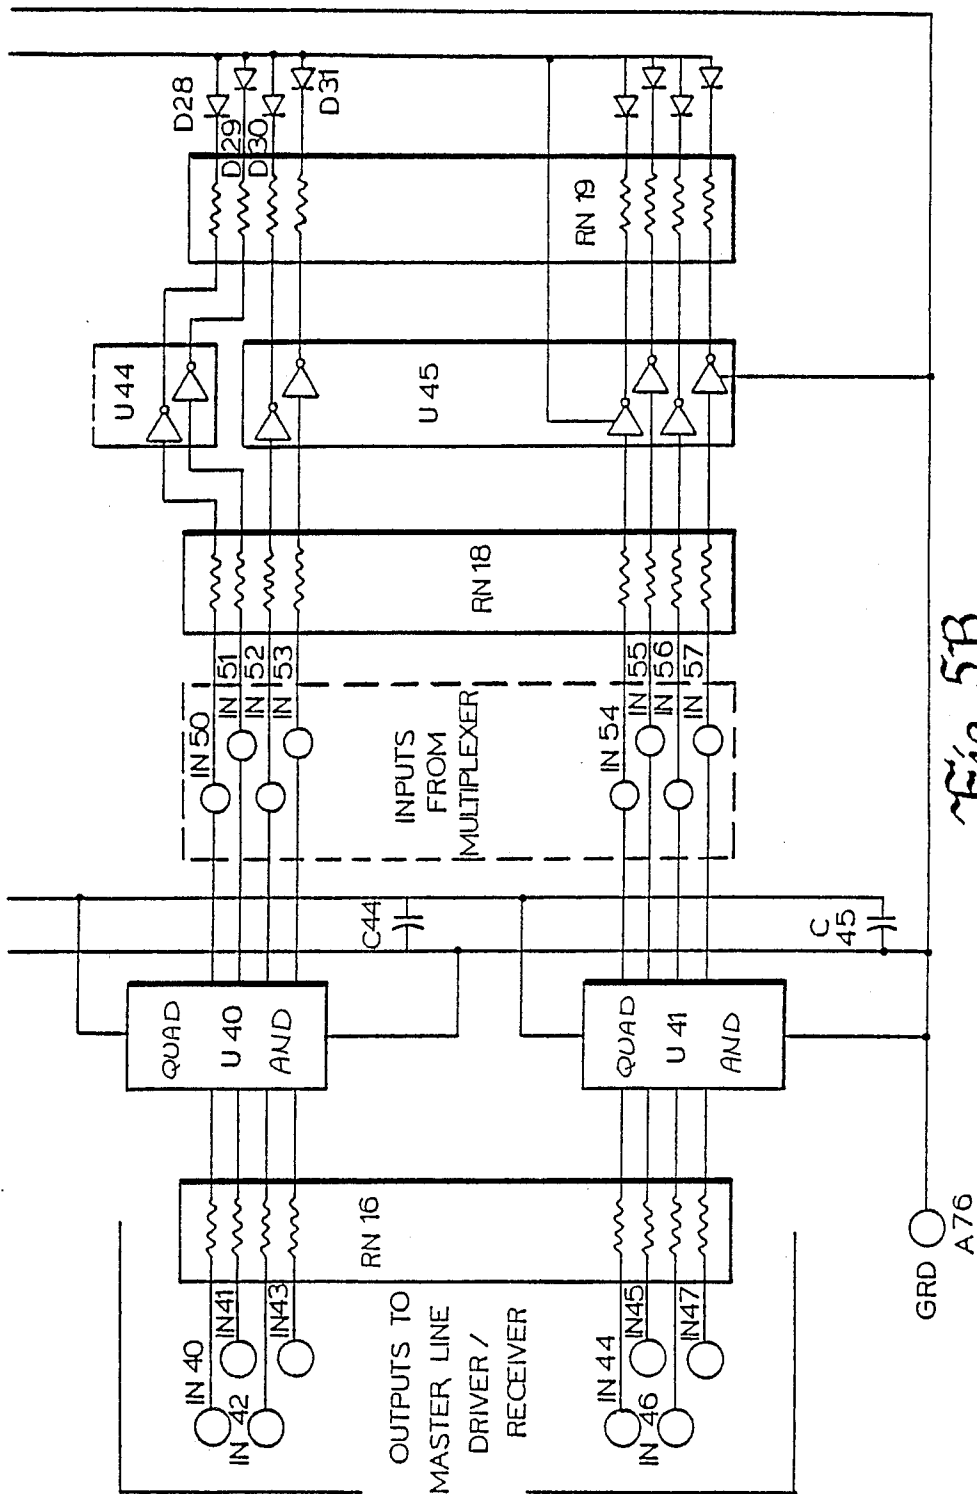 OUTPUTS TO
MASTER LINE
DRIVER /
RECEIVER
IN 40
IN41
IN 42
IN43
IN 44
IN45
IN 46
IN47
RN 16
QUAD
U 40
AND
QUAD
U 41
AND
GRD
A76
C44
C
45
INPUTS
FROM
MULTIPLEXER
IN 50
IN 51
IN 52
IN 53
IN 54
IN 55
IN 56
IN 57
RN 18
U 44
U 45
RN 19
D28
D29
D30
D31
Fig. 5B